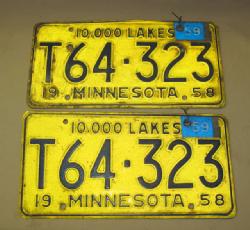 10,000 LAKES 59
T64·323
19 MINNESOTA 58
10,000 LAKES 59
T64·323
19 MINNESOTA 58